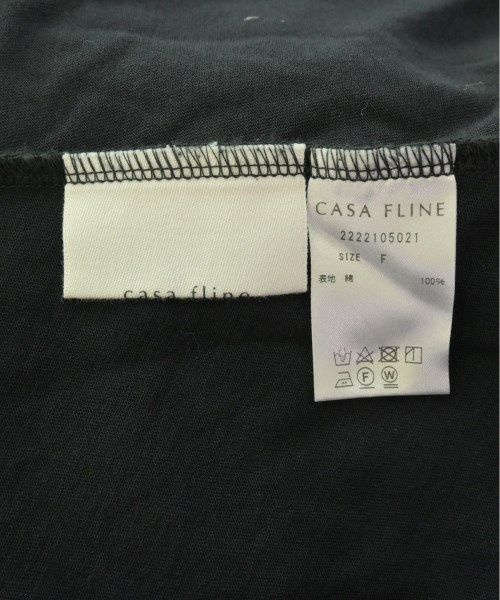 casa fline
CASA FLINE
2222105021
SIZE F
表地 綿 100%
F W